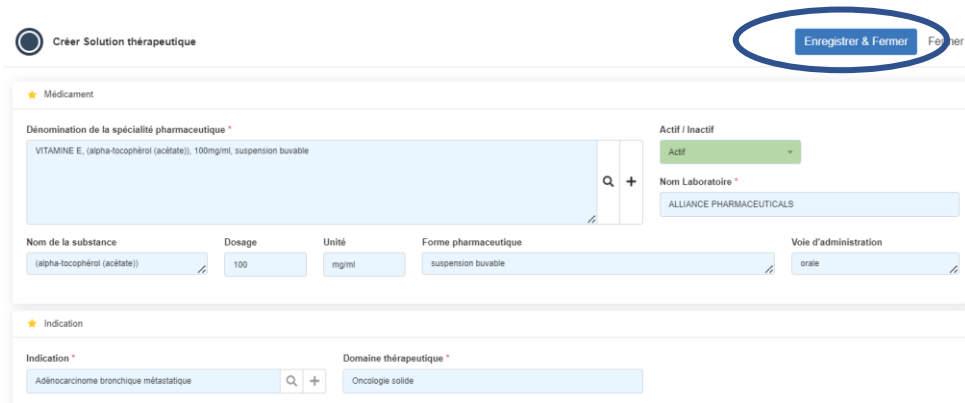 Créer Solution thérapeutique
Enregistrer & Fermer
Fermer
Médicament
Dénomination de la spécialité pharmaceutique *
Actif / Inactif
VITAMINE E, (alpha-tocophérol (acétate)), 100mg/ml, suspension buvable
Actif
Nom Laboratoire *
ALLIANCE PHARMACEUTICALS
Nom de la substance
Dosage
Unité
Forme pharmaceutique
Voie d'administration
(alpha-tocophérol (acétate))
100
mg/ml
suspension buvable
orale
Indication
Indication *
Domaine thérapeutique *
Adénocarcinome bronchique métastatique
Oncologie solide